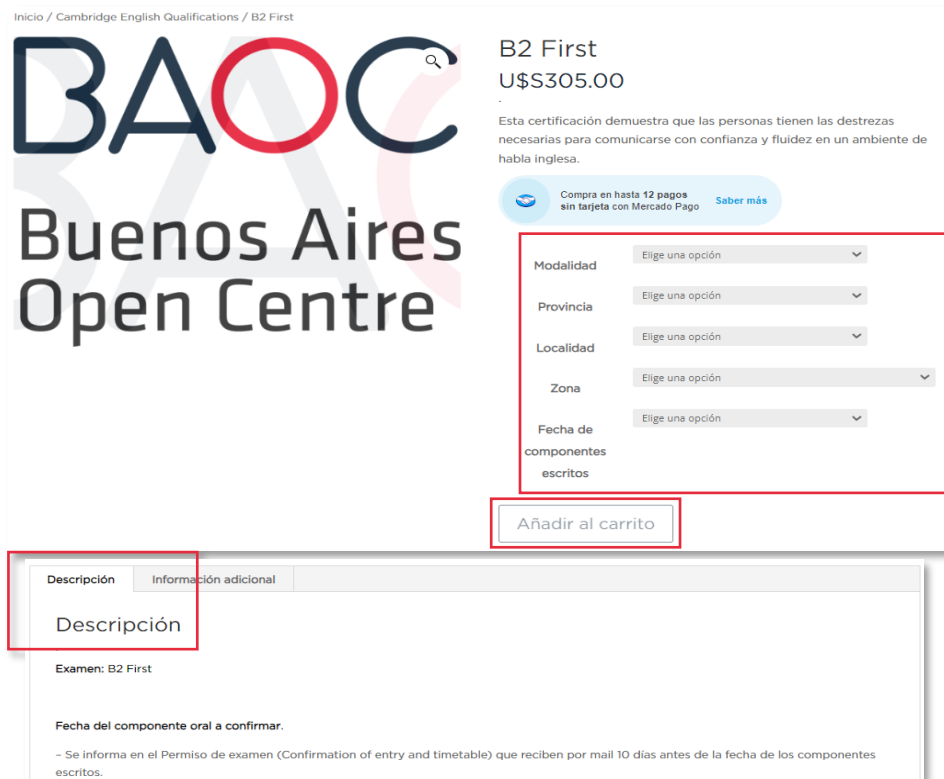 Inicio / Cambridge English Qualifications / B2 First
BAOC
Buenos Aires
Open Centre
B2 First
U$S305.00
Esta certificación demuestra que las personas tienen las destrezas
necesarias para comunicarse con confianza y fluidez en un ambiente de
habla inglesa.
Compra en hasta 12 pagos
sin tarjeta con Mercado Pago
Saber más
Modalidad
Elige una opción
Provincia
Elige una opción
Localidad
Elige una opción
Zona
Elige una opción
Fecha de
componentes
escritos
Elige una opción
Añadir al carrito
Descripción
Información adicional
Descripción
Examen: B2 First
Fecha del componente oral a confirmar.
– Se informa en el Permiso de examen (Confirmation of entry and timetable) que reciben por mail 10 días antes de la fecha de los componentes
escritos.